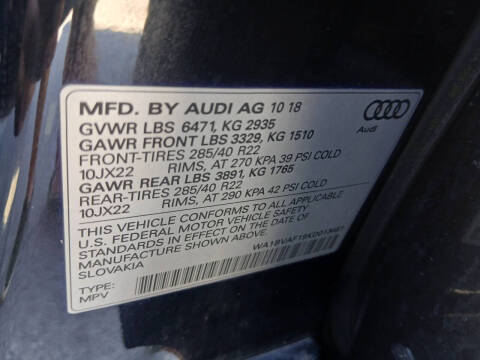 MFD. BY AUDI AG 10 18
GVWR LBS 6471, KG 2935
GAWR FRONT LBS 3329, KG 1510
FRONT-TIRES 285/40 R22
10JX22 RIMS, AT 270 KPA 39 PSI COLD
GAWR REAR LBS 3891, KG 1765
REAR-TIRES 285/40 R22
10JX22 RIMS, AT 290 KPA 42 PSI COLD
THIS VEHICLE CONFORMS TO ALL APPLICABLE
U.S. FEDERAL MOTOR VEHICLE SAFETY
STANDARDS IN EFFECT ON THE DATE OF
MANUFACTURE SHOWN ABOVE.
SLOVAKIA
TYPE:
MPV
Audi